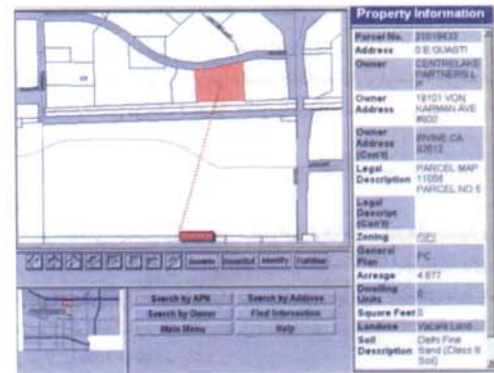 Property Information
Parcel No.
Address 0 E GUASTI
Owner CENTRELAKE
PARTNERS L
P
Owner 19101 VON
Address KARMAN AVE
#600
Owner
Address IRVINE CA
(Con't) 92612
Legal PARCEL MAP
Description 11056
PARCEL NO 6
Legal
Descript
(Con't)
Zoning
General PC
Plan
Acreage 4.877
Dwelling
Units
Square Feet 0
Landuse Vacant Land
Soil Delhi Fine
Description Sand (Class II
Soil)
Identify
Search by APN Search by Address
Search by Owner Find Intersection
Main Menu Help